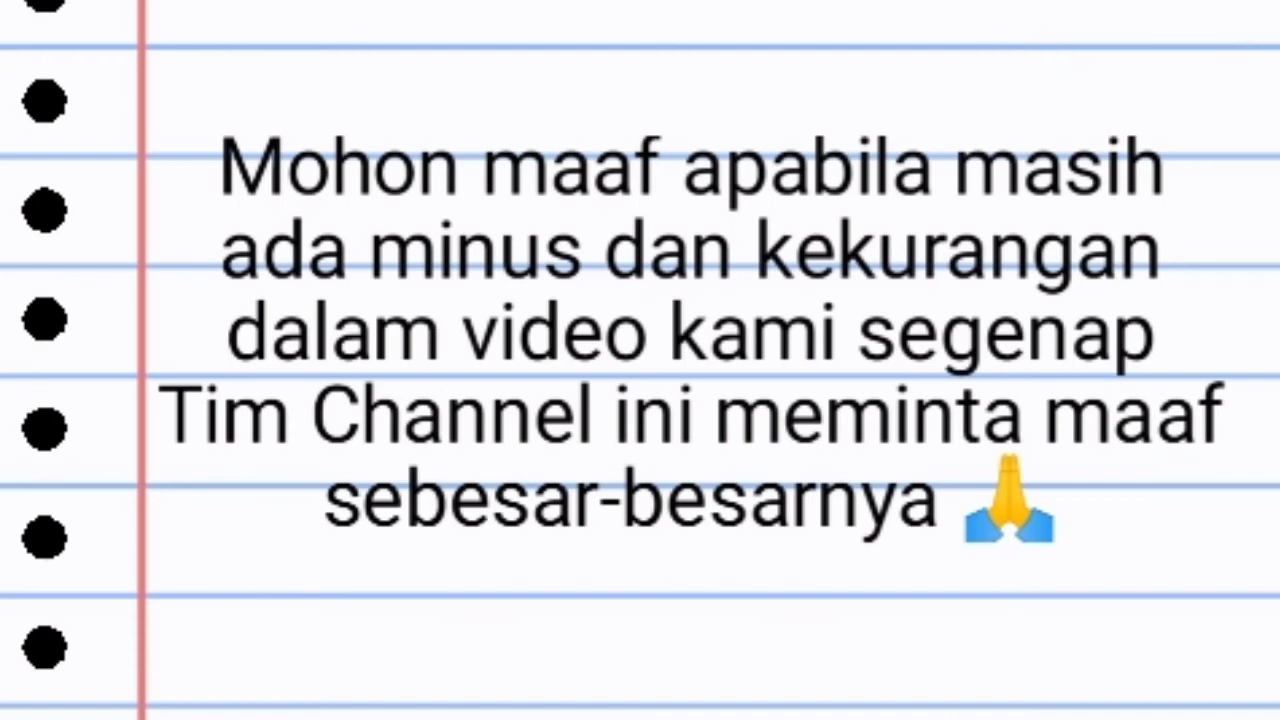 Mohon maaf apabila masih
ada minus dan kekurangan
dalam video kami segenap
Tim Channel ini meminta maaf
sebesar-besarnya 🙏